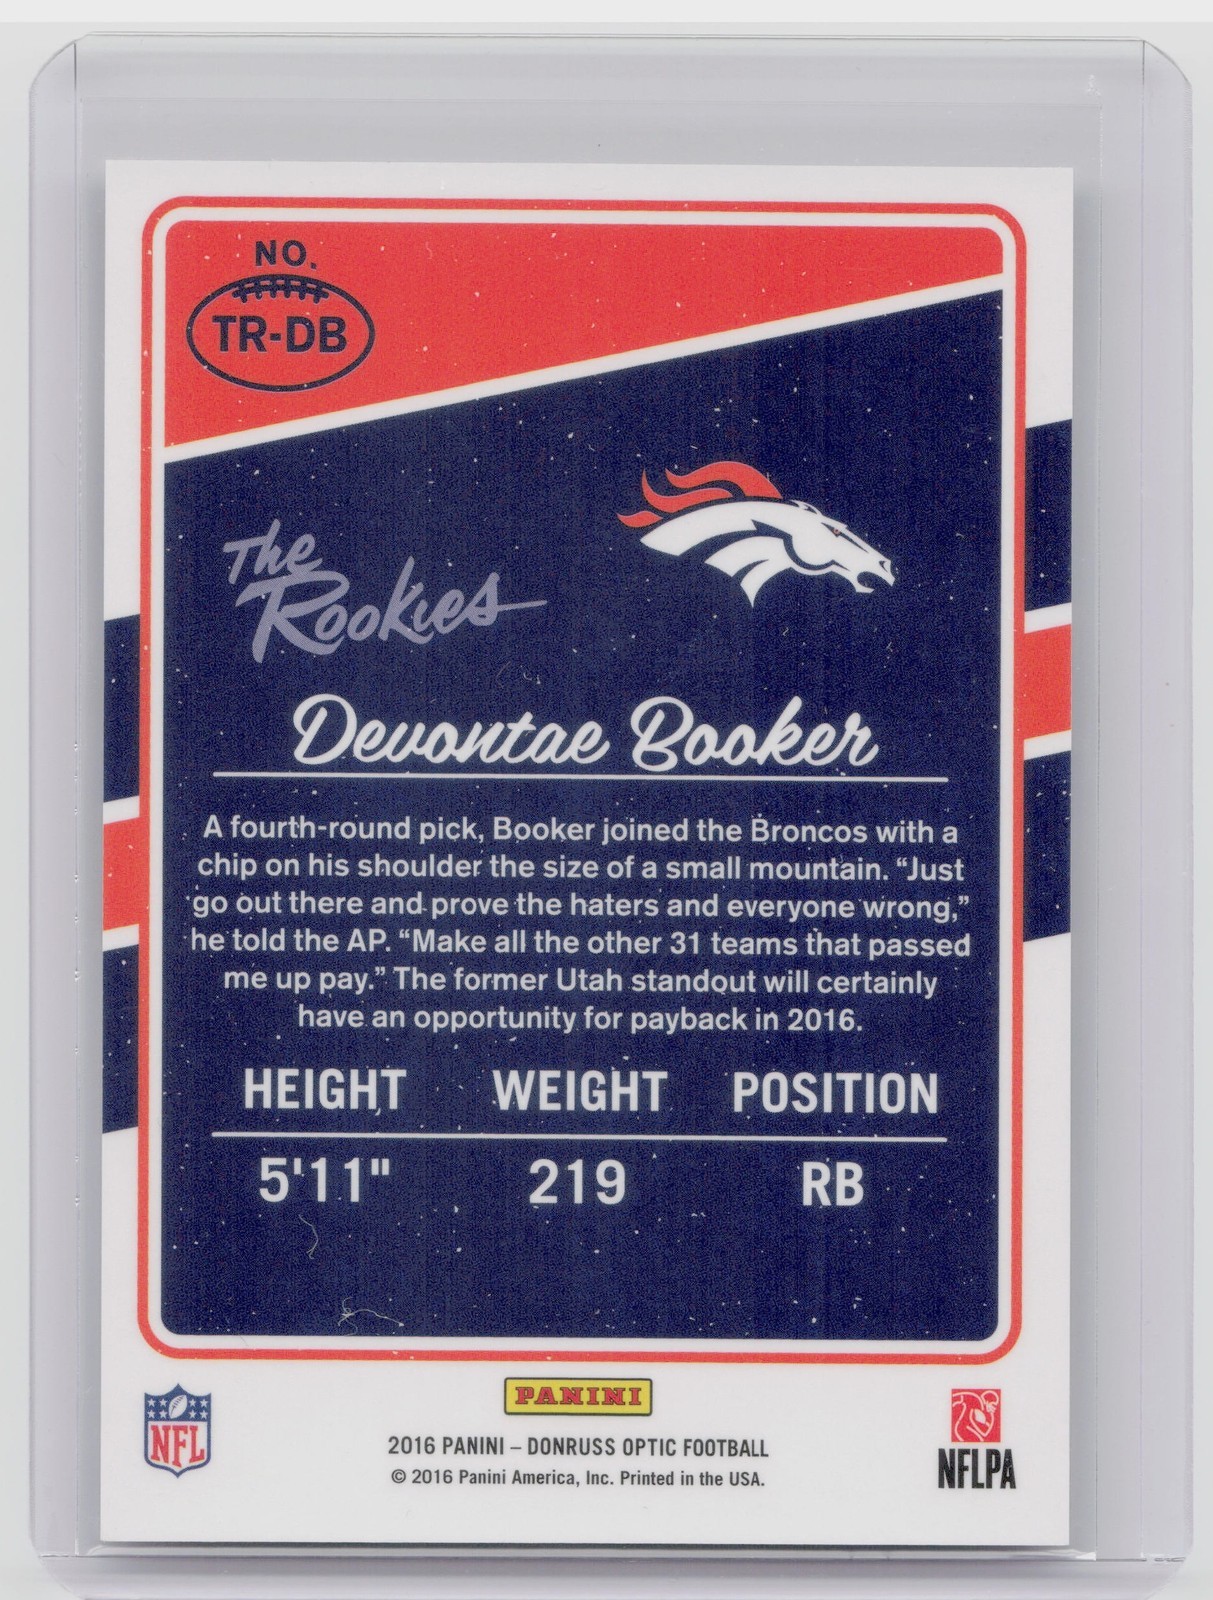 NO.
TR-DB
The
Rookies
Devontae Booker
A fourth-round pick, Booker joined the Broncos with a
chip on his shoulder the size of a small mountain. “Just
go out there and prove the haters and everyone wrong,”
he told the AP. “Make all the other 31 teams that passed
me up pay.” The former Utah standout will certainly
have an opportunity for payback in 2016.
HEIGHT WEIGHT POSITION
5'11" 219 RB
PANINI
NFL
2016 PANINI – DONRUSS OPTIC FOOTBALL
© 2016 Panini America, Inc. Printed in the USA.
NFLPA